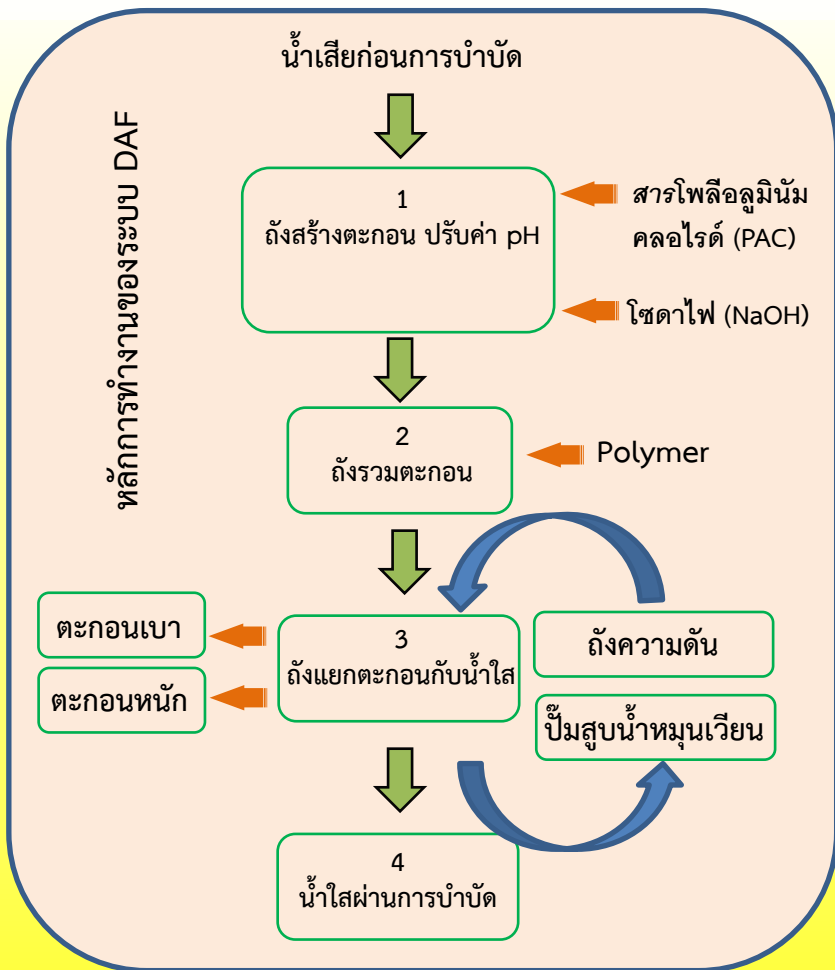 หลักการทำงานของระบบ DAF
น้ำเสียก่อนการบำบัด
1
ถังสร้างตะกอน ปรับค่า pH
สารโพลีอลูมินัม
คลอไรด์ (PAC)
โซดาไฟ (NaOH)
2
ถังรวมตะกอน
Polymer
ตะกอนเบา
ตะกอนหนัก
3
ถังแยกตะกอนกับน้ำใส
ถังความดัน
ปั๊มสูบน้ำหมุนเวียน
4
น้ำใสผ่านการบำบัด